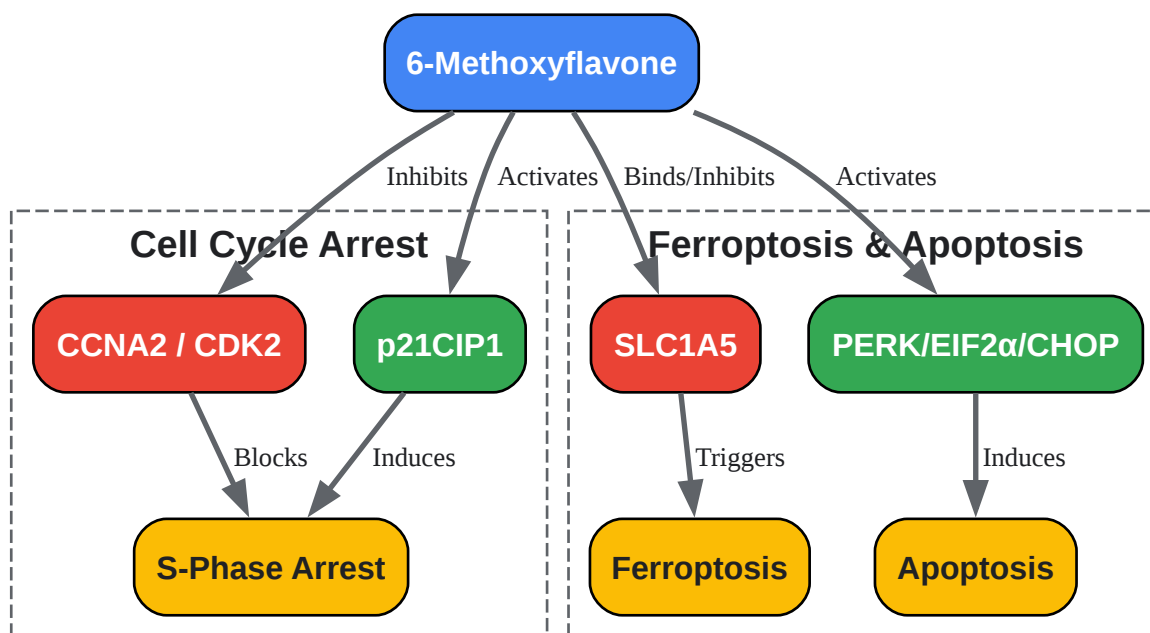 6-Methoxyflavone
Inhibits
Activates
Binds/Inhibits
Activates
Cell Cycle Arrest
Ferroptosis & Apoptosis
CCNA2 / CDK2
p21CIP1
SLC1A5
PERK/EIF2α/CHOP
Blocks
Induces
Triggers
Induces
S-Phase Arrest
Ferroptosis
Apoptosis